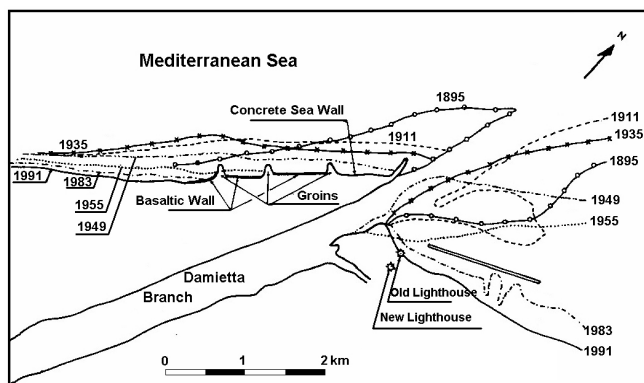 N
Mediterranean Sea
1895
Concrete Sea Wall
1911
1935
1895
1935
1911
1949
1955
1991
1983
1955
1949
Basaltic Wall
Groins
Damietta
Branch
Old Lighthouse
New Lighthouse
1983
1991
0 1 2 km